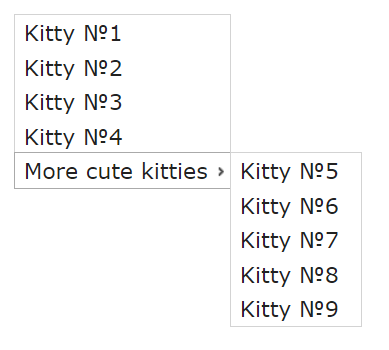 Kitty №1
Kitty №2
Kitty №3
Kitty №4
More cute kitties ›
Kitty №5
Kitty №6
Kitty №7
Kitty №8
Kitty №9